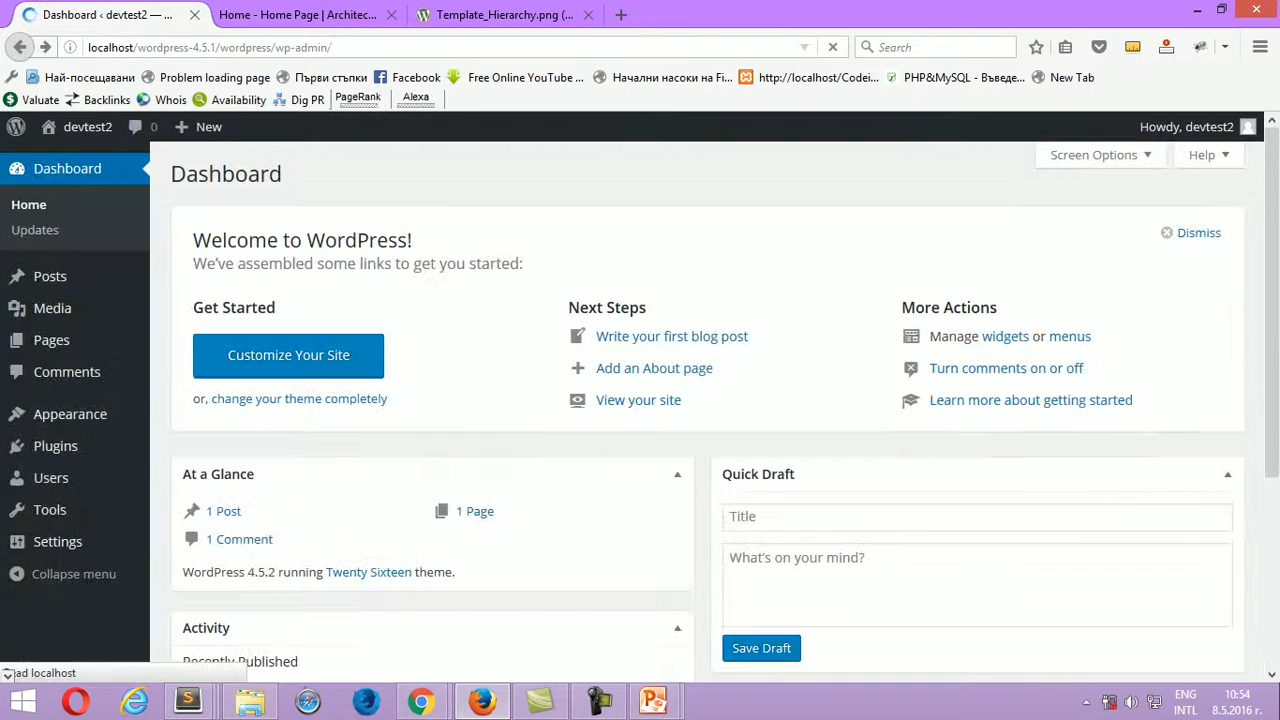 Dashboard ‹ devtest2 — ...
Home - Home Page | Architec...
Template_Hierarchy.png (...
localhost/wordpress-4.5.1/wordpress/wp-admin/
Search
Най-посещавани
Problem loading page
Първи стъпки
Facebook
Free Online YouTube ...
Начални насоки на Fi...
http://localhost/Codei...
PHP&MySQL - Въведе...
New Tab
Valuate
Backlinks
Whois
Availability
Dig PR
PageRank
Alexa
devtest2
0
New
Howdy, devtest2
Dashboard
Home
Updates
Posts
Media
Pages
Comments
Appearance
Plugins
Users
Tools
Settings
Collapse menu
Screen Options
Help
Dashboard
Welcome to WordPress!
We've assembled some links to get you started:
Dismiss
Get Started
Customize Your Site
or, change your theme completely
Next Steps
Write your first blog post
Add an About page
View your site
More Actions
Manage widgets or menus
Turn comments on or off
Learn more about getting started
At a Glance
1 Post
1 Page
1 Comment
WordPress 4.5.2 running Twenty Sixteen theme.
Activity
Recently Published
Quick Draft
Title
What's on your mind?
Save Draft
localhost
ENG
INTL
10:54
8.5.2016 г.